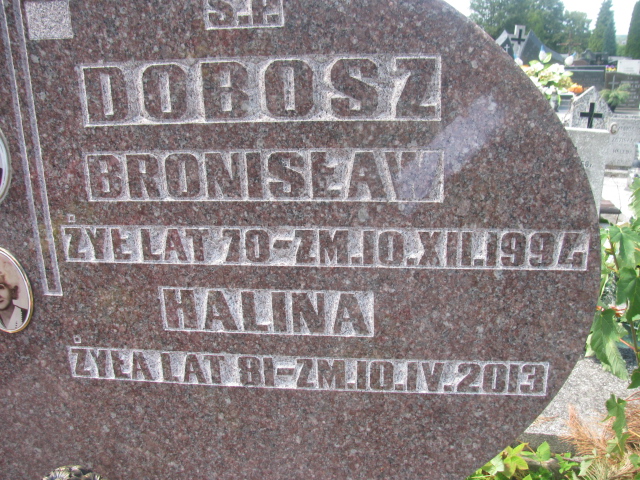 Ś.P.
DOBOSZ
BRONISŁAW
ŻYŁ LAT 70-ZM.10.XII.1994
HALINA
ŻYŁA LAT 81-ZM.10.IV.2013